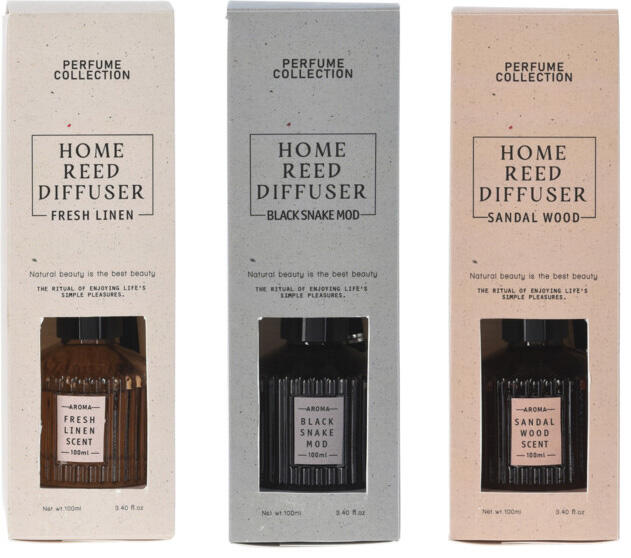 PERFUME
COLLECTION
HOME
REED
DIFFUSER
FRESH LINEN
Natural beauty is the best beauty
THE RITUAL OF ENJOYING LIFE'S
SIMPLE PLEASURES.
AROMA
FRESH
LINEN
SCENT
100ml
Net wt.100ml 3.40 fl.oz
PERFUME
COLLECTION
HOME
REED
DIFFUSER
BLACK SNAKE MOD
Natural beauty is the best beauty
THE RITUAL OF ENJOYING LIFE'S
SIMPLE PLEASURES.
AROMA
BLACK
SNAKE
MOD
100ml
Net wt.100ml 3.40 fl.oz
PERFUME
COLLECTION
HOME
REED
DIFFUSER
SANDAL WOOD
Natural beauty is the best beauty
THE RITUAL OF ENJOYING LIFE'S
SIMPLE PLEASURES.
AROMA
SANDAL
WOOD
SCENT
100ml
Net wt.100ml 3.40 fl.oz